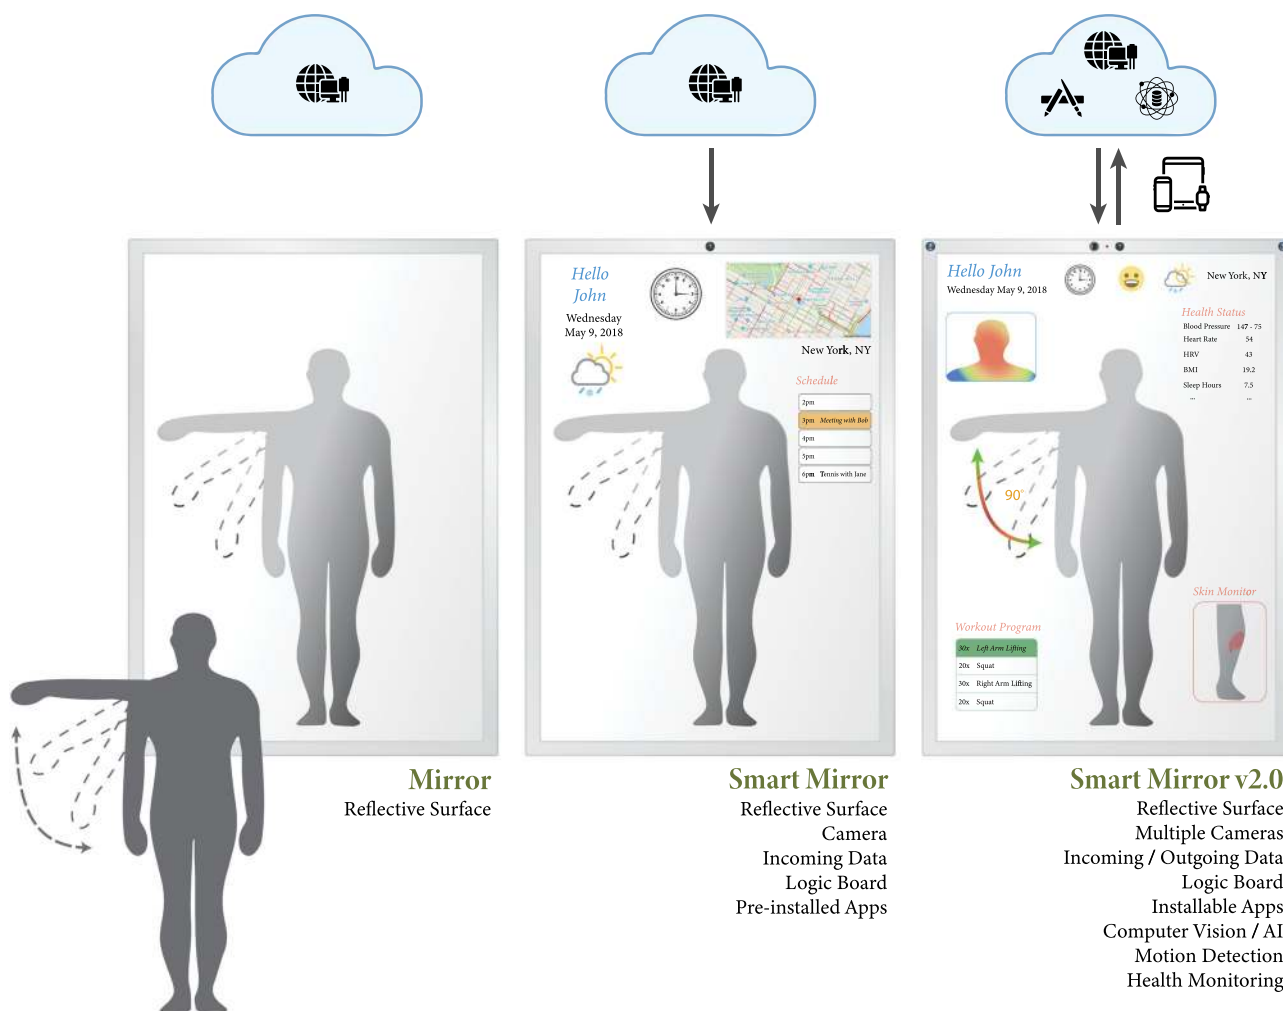 Hello
John
Wednesday
May 9, 2018
New York, NY
Schedule
2pm
3pm Meeting with Bob
4pm
5pm
6pm Tennis with Jane
Hello John
Wednesday May 9, 2018
New York, NY
Health Status
Blood Pressure 147 - 75
Heart Rate 54
HRV 43
BMI 19.2
Sleep Hours 7.5
... ...
90°
Workout Program
30x Left Arm Lifting
20x Squat
30x Right Arm Lifting
20x Squat
Skin Monitor
Mirror
Reflective Surface
Smart Mirror
Reflective Surface
Camera
Incoming Data
Logic Board
Pre-installed Apps
Smart Mirror v2.0
Reflective Surface
Multiple Cameras
Incoming / Outgoing Data
Logic Board
Installable Apps
Computer Vision / AI
Motion Detection
Health Monitoring